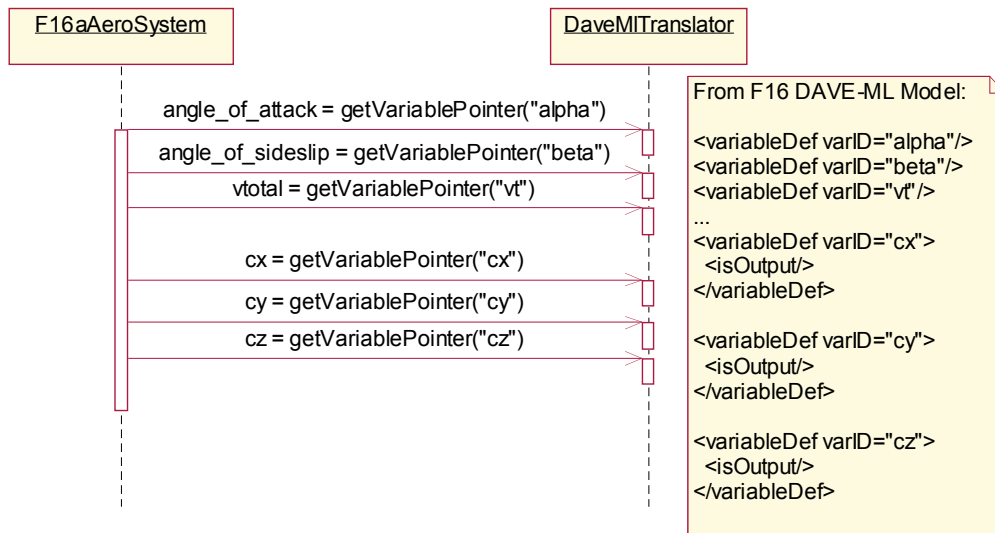 F16aAeroSystem
DaveMlTranslator
angle_of_attack = getVariablePointer("alpha")
angle_of_sideslip = getVariablePointer("beta")
vtotal = getVariablePointer("vt")
cx = getVariablePointer("cx")
cy = getVariablePointer("cy")
cz = getVariablePointer("cz")
From F16 DAVE-ML Model:
<variableDef varID="alpha"/>
<variableDef varID="beta"/>
<variableDef varID="vt"/>
...
<variableDef varID="cx">
<isOutput/>
</variableDef>
<variableDef varID="cy">
<isOutput/>
</variableDef>
<variableDef varID="cz">
<isOutput/>
</variableDef>